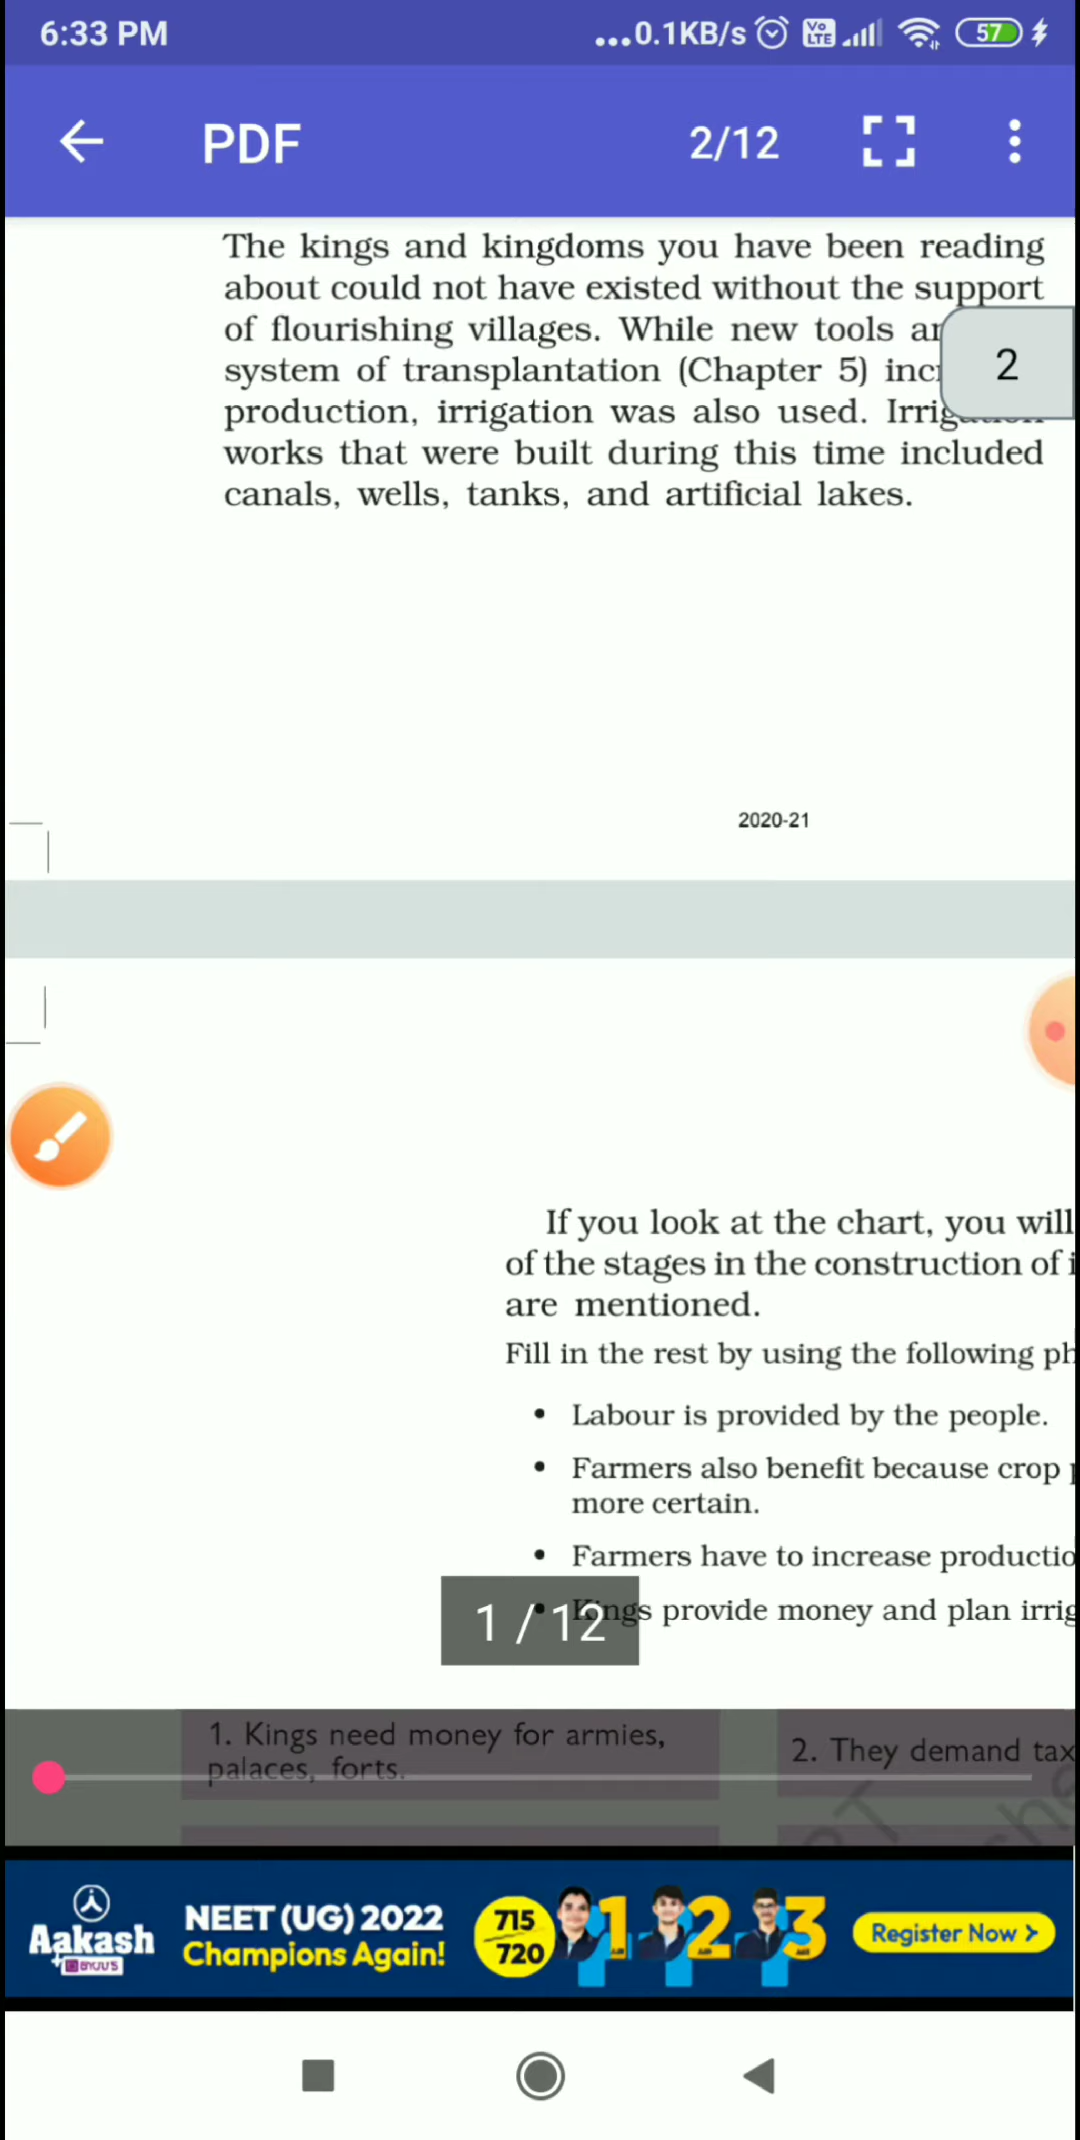 6:33 PM
...0.1KB/s Vo LTE 57
PDF 2/12
The kings and kingdoms you have been reading
about could not have existed without the support
of flourishing villages. While new tools
2
system of transplantation (Chapter 5)
production, irrigation was also used.
works that were built during this time included
canals, wells, tanks, and artificial lakes.
2020-21
If you look at the chart, you will
of the stages in the construction of
are mentioned.
Fill in the rest by using the following
• Labour is provided by the people.
• Farmers also benefit because crop
more certain.
• Farmers have to increase
• Kings provide money and plan
1 / 12
1. Kings need money for armies,
palaces, forts.
2. They demand
Aakash
BYJU'S
NEET (UG) 2022
Champions Again!
715
720
1 2 3
AIR AIR AIR
Register Now >